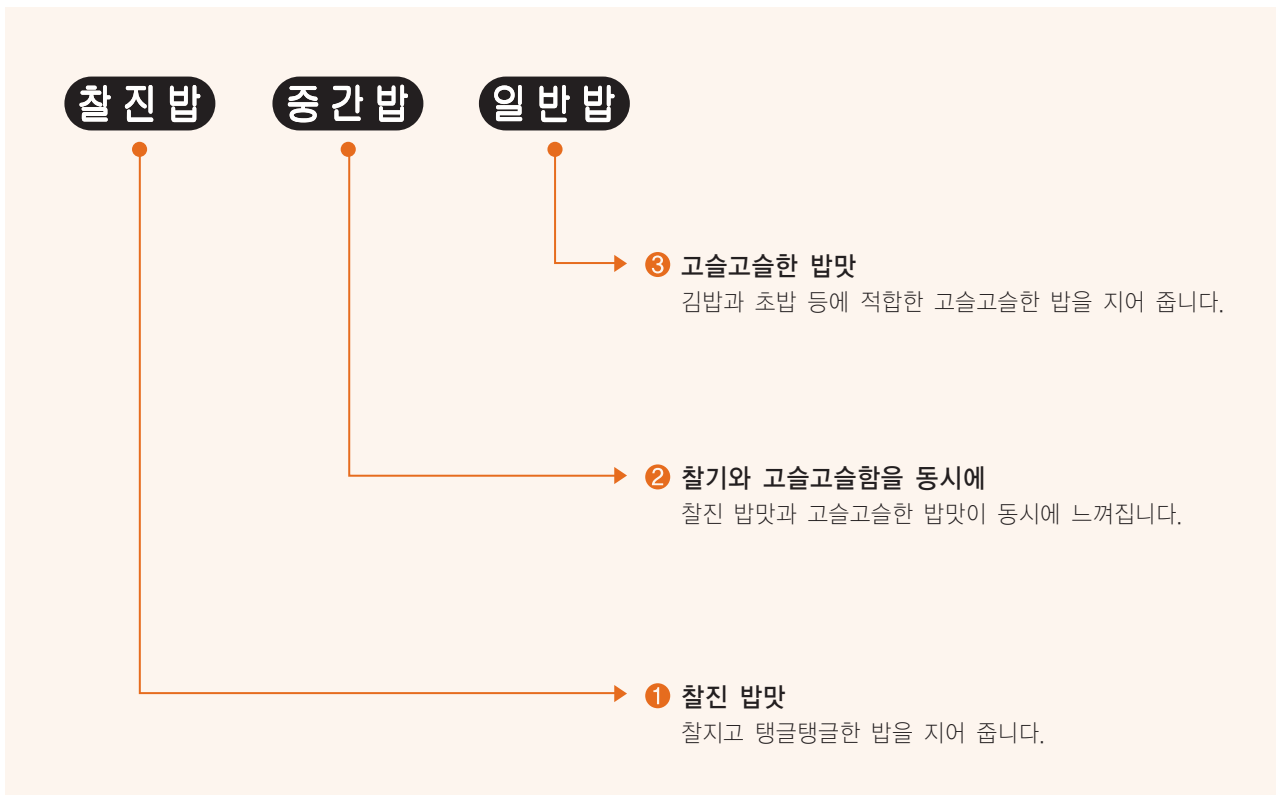 찰진밥 중간밥 일반밥
❸ 고슬고슬한 밥맛
김밥과 초밥 등에 적합한 고슬고슬한 밥을 지어 줍니다.
❷ 찰기와 고슬고슬함을 동시에
찰진 밥맛과 고슬고슬한 밥맛이 동시에 느껴집니다.
❶ 찰진 밥맛
찰지고 탱글탱글한 밥을 지어 줍니다.